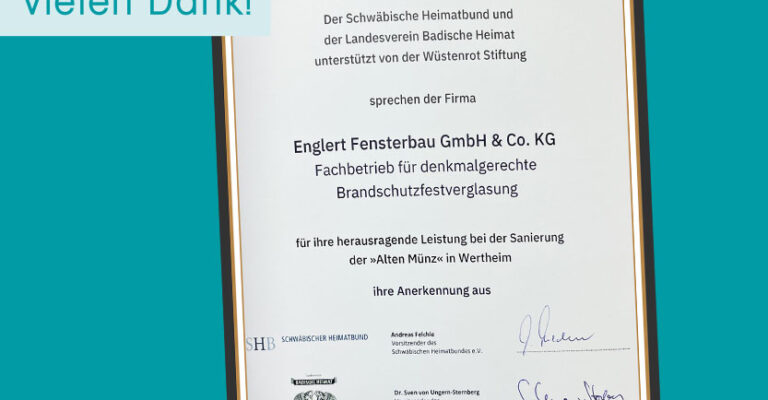 Vielen Dank!
Der Schwäbische Heimatbund und
der Landesverein Badische Heimat
unterstützt von der Wüstenrot Stiftung
sprechen der Firma
Englert Fensterbau GmbH & Co. KG
Fachbetrieb für denkmalgerechte
Brandschutzfestverglasung
für ihre herausragende Leistung bei der Sanierung
der »Alten Münz« in Wertheim
ihre Anerkennung aus
SHB SCHWÄBISCHER HEIMATBUND
Andreas Felchle
Vorsitzender des
Schwäbischen Heimatbundes e.V.
BADISCHE HEIMAT
Dr. Sven von Ungern-Sternberg